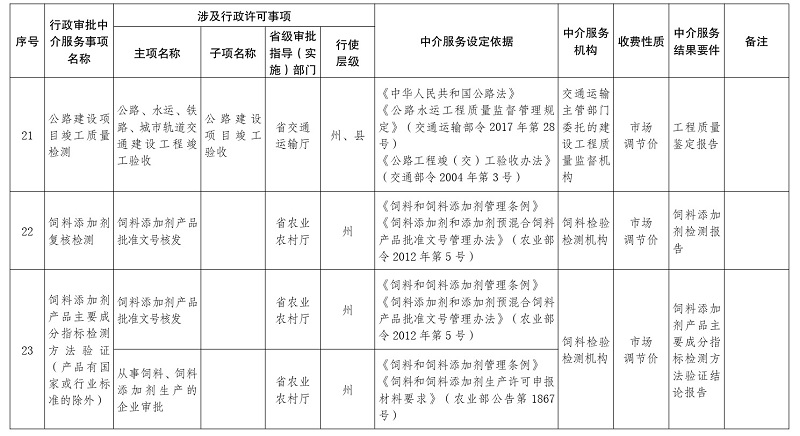 序号
行政审批中
介服务事项
名称
涉及行政许可事项
主项名称
子项名称
省级审批
指导（实
施）部门
行使
层级
中介服务设定依据
中介服务
机构
收费性质
中介服务
结果要件
备注
21
公路建设项
目竣工质量
检测
公路、水运、铁
路、城市轨道交
通建设工程竣
工验收
公路建设
项目竣工
验收
省交通
运输厅
州、县
《中华人民共和国公路法》
《公路水运工程质量监督管理规
定》（交通运输部令 2017 年第 28
号）
《公路工程竣（交）工验收办法》
（交通部令 2004 年第 3 号）
交通运输
主管部门
委托的建
设工程质
量监督机
构
市场
调节价
工程质量
鉴定报告
22
饲料添加剂
复核检测
饲料添加剂产品
批准文号核发
省农业
农村厅
州
《饲料和饲料添加剂管理条例》
《饲料添加剂和添加剂预混合饲料
产品批准文号管理办法》（农业部
令 2012 年第 5 号）
饲料检验
检测机构
市场
调节价
饲料添加
剂检测报
告
23
饲料添加剂
产品主要成
分指标检测
方法验证
（产品有国
家或行业标
准的除外）
饲料添加剂产品
批准文号核发
省农业
农村厅
州
《饲料和饲料添加剂管理条例》
《饲料添加剂和添加剂预混合饲料
产品批准文号管理办法》（农业部
令 2012 年第 5 号）
从事饲料、饲料
添加剂生产的
企业审批
省农业
农村厅
州
《饲料和饲料添加剂管理条例》
《饲料和饲料添加剂生产许可申报
材料要求》（农业部公告第 1867
号）
饲料检验
检测机构
市场
调节价
饲料添加
剂产品主
要成分指
标检测方
法验证结
论报告